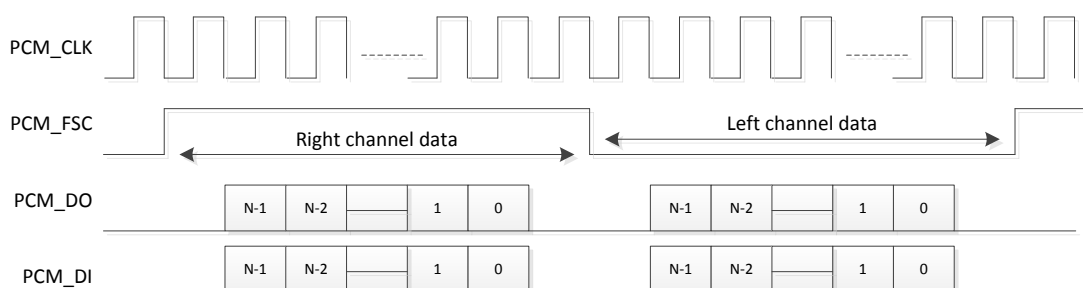 PCM_CLK
PCM_FSC
Right channel data
Left channel data
PCM_DO
N-1 N-2 1 0 N-1 N-2 1 0
PCM_DI
N-1 N-2 1 0 N-1 N-2 1 0